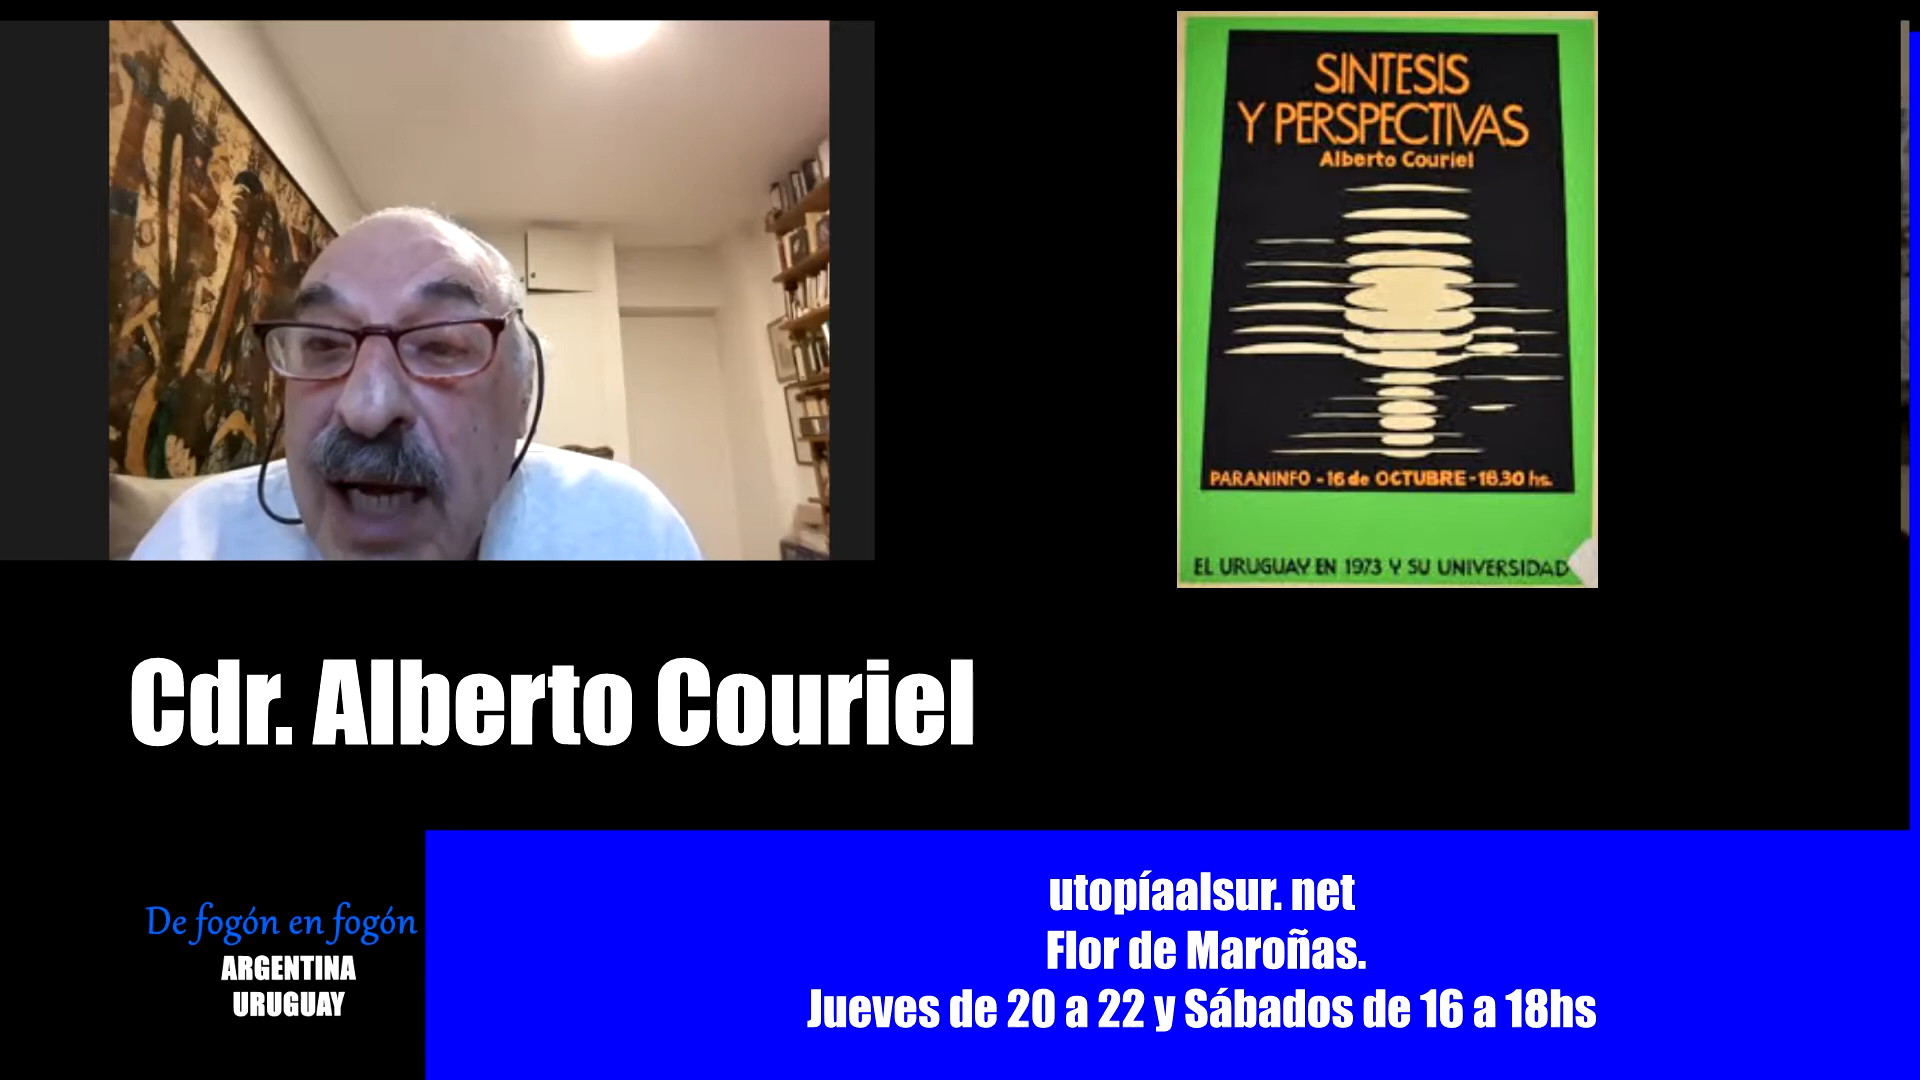 SINTESIS
Y PERSPECTIVAS
Alberto Couriel
PARANINFO - 16 de OCTUBRE - 18.30 hs.
EL URUGUAY EN 1973 Y SU UNIVERSIDAD
Cdr. Alberto Couriel
De fogón en fogón
ARGENTINA
URUGUAY
utopíaalsur. net
Flor de Maroñas.
Jueves de 20 a 22 y Sábados de 16 a 18hs